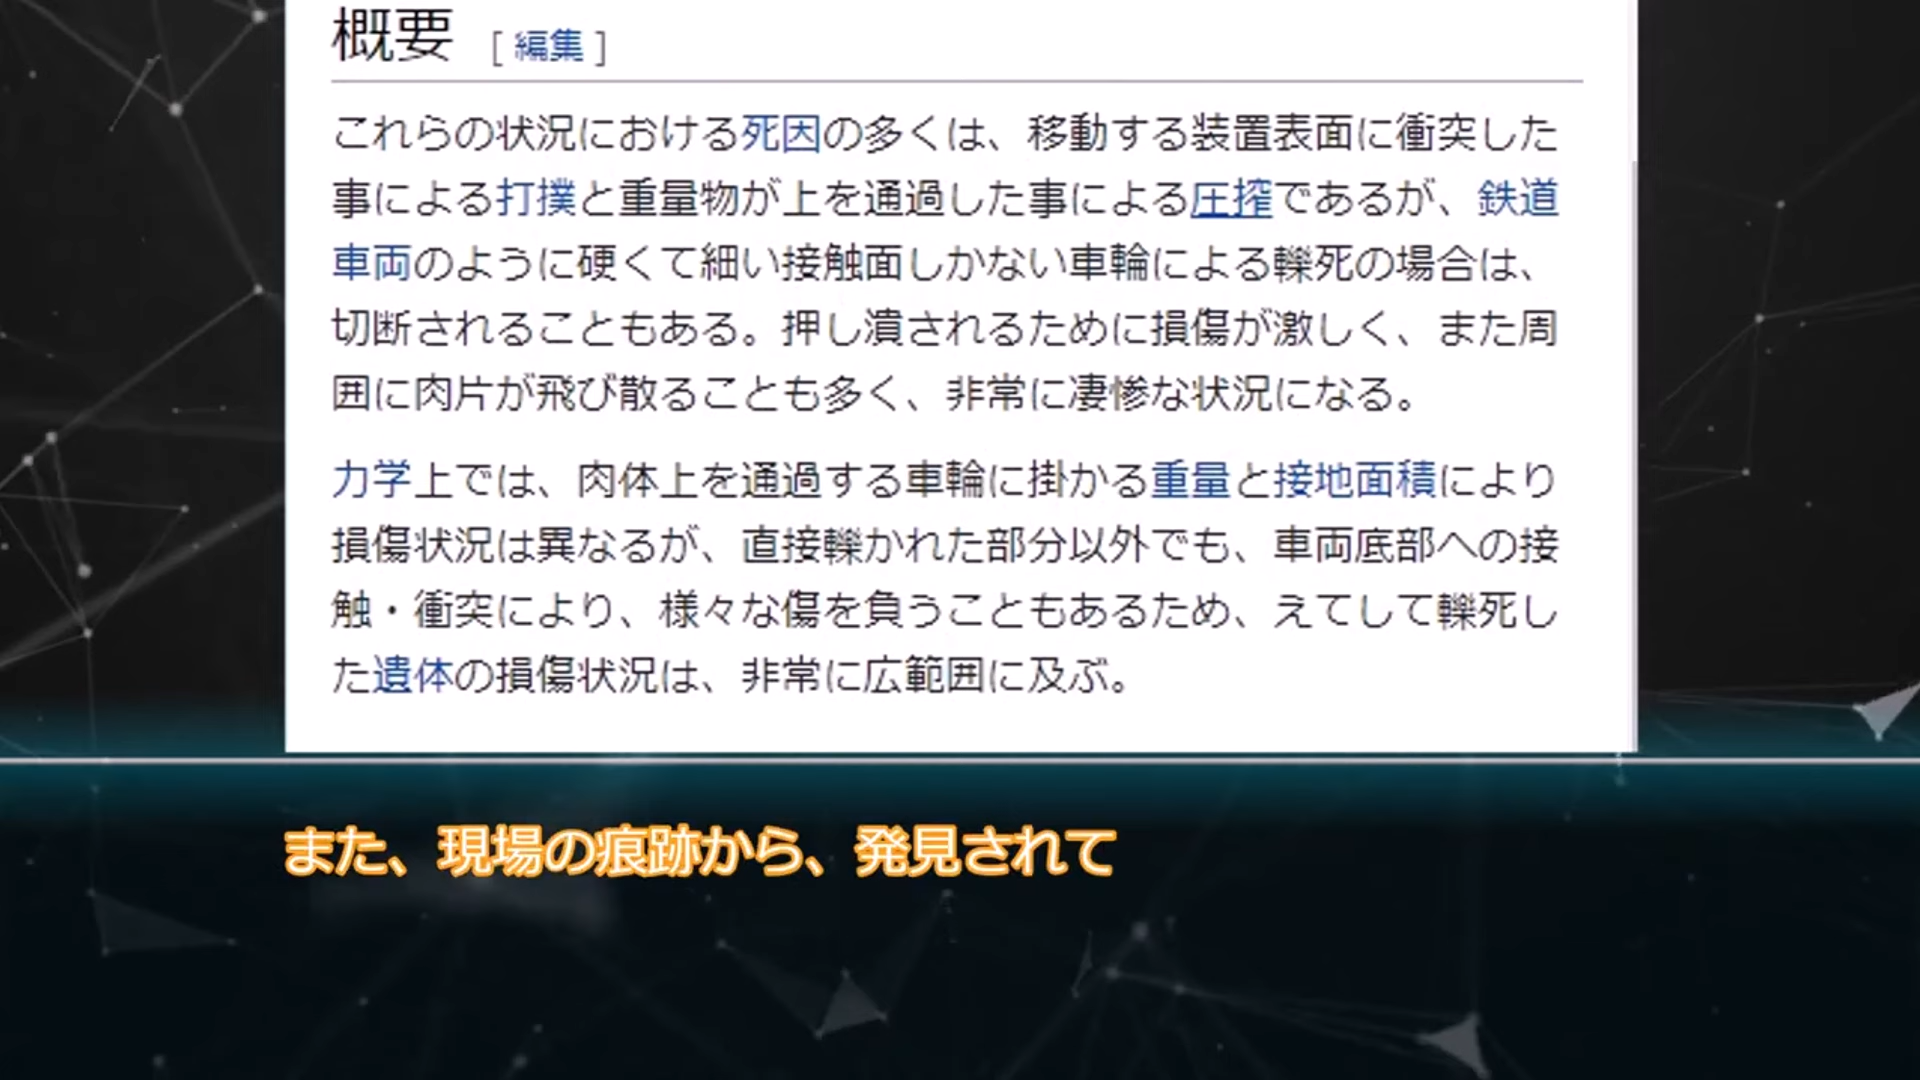 概要 [ 編集 ]
これらの状況における死因の多くは、移動する装置表面に衝突した
事による打撲と重量物が上を通過した事による圧搾であるが、鉄道
車両のように硬くて細い接触面しかない車輪による轢死の場合は、
切断されることもある。押し潰されるために損傷が激しく、また周
囲に肉片が飛び散ることも多く、非常に凄惨な状況になる。
力学上では、肉体上を通過する車輪に掛かる重量と接地面積により
損傷状況は異なるが、直接轢かれた部分以外でも、車両底部への接
触・衝突により、様々な傷を負うこともあるため、えてして轢死し
た遺体の損傷状況は、非常に広範囲に及ぶ。
また、現場の痕跡から、発見されて